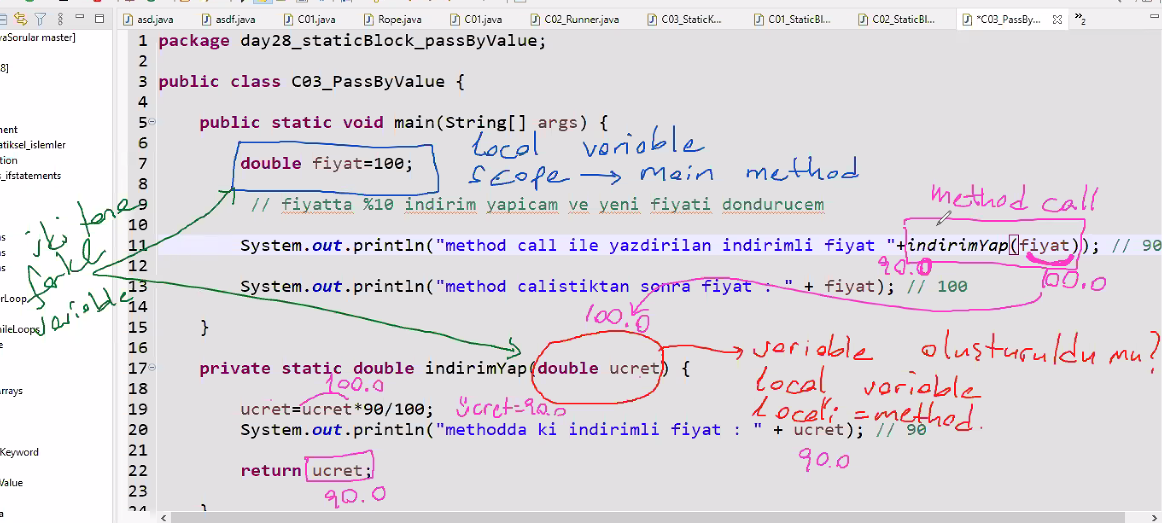 asd.java asdf.java C01.java Rope.java C01.java C02_Runner.java C03_StaticK... C01_StaticBl... C02_StaticBl... *C03_PassBy... »2
vaSorular master]
8]
ment
atiksel_islemler
tion
s_ifstatements
ns
ns
ns
orLoop
hileLoops
e
rrays
Keyword
Value
a
1 package day28_staticBlock_passByValue;
2
3 public class C03_PassByValue {
4
5 public static void main(String[] args) {
6
7 double fiyat=100;
local variable
scope → main method
8
9 // fiyatta %10 indirim yapicam ve yeni fiyati dondurucem
method call
10
11 System.out.println("method call ile yazdirilan indirimli fiyat "+indirimYap(fiyat)); // 90
90.0
100.0
12
13 System.out.println("method calistiktan sonra fiyat : " + fiyat); // 100
iki tane
farklı
variable
14
100.0
15 }
16
variable oluşturuldu mu?
17 private static double indirimYap(double ucret) {
100.0
18
local variable
19 ucret=ucret*90/100;
ücret=90.0
Locali = method.
20 System.out.println("methodda ki indirimli fiyat : " + ucret); // 90
90.0
21
22 return ucret;
90.0
23
24 }